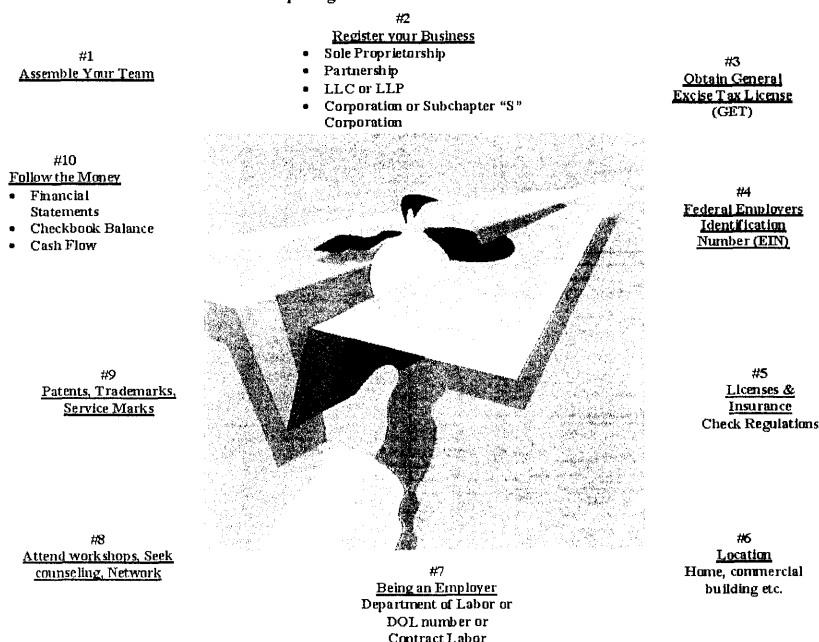 #1
Assemble Your Team
#2
Register your Business
• Sole Proprietorship
• Partnership
• LLC or LLP
• Corporation or Subchapter “S”
Corporation
#3
Obtain General
Excise Tax License
(GET)
#4
Federal Employers
Identification
Number (EIN)
#5
Licenses &
Insurance
Check Regulations
#6
Location
Home, commercial
building etc.
#7
Being an Employer
Department of Labor or
DOL number or
Contract Labor
#8
Attend workshops, Seek
counseling, Network
#9
Patents, Trademarks,
Service Marks
#10
Follow the Money
• Financial
Statements
• Checkbook Balance
• Cash Flow